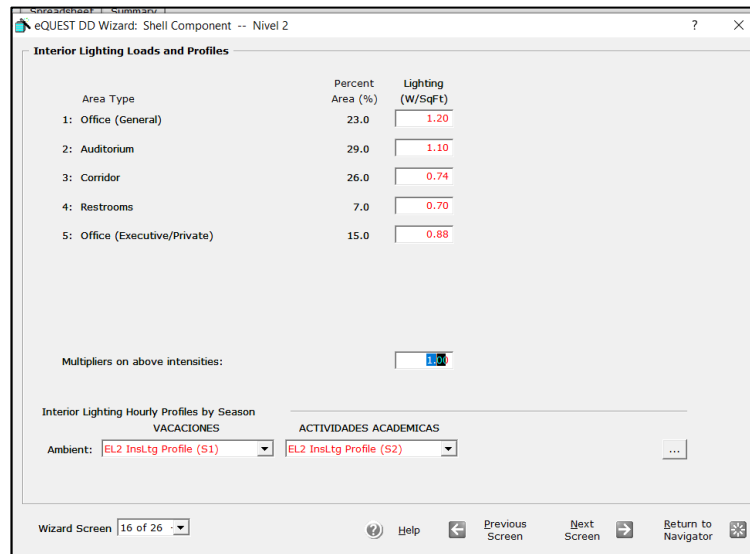 Spreadsheet Summary
eQUEST DD Wizard: Shell Component -- Nivel 2 ? X
Interior Lighting Loads and Profiles
Percent Lighting
Area Type Area (%) (W/SqFt)
1: Office (General) 23.0 1.20
2: Auditorium 29.0 1.10
3: Corridor 26.0 0.74
4: Restrooms 7.0 0.70
5: Office (Executive/Private) 15.0 0.88
Multipliers on above intensities: 1.00
Interior Lighting Hourly Profiles by Season
VACACIONES ACTIVIDADES ACADEMICAS
Ambient: EL2 InsLtg Profile (S1) EL2 InsLtg Profile (S2) ...
Wizard Screen 16 of 26 Help Previous Screen Next Screen Return to Navigator